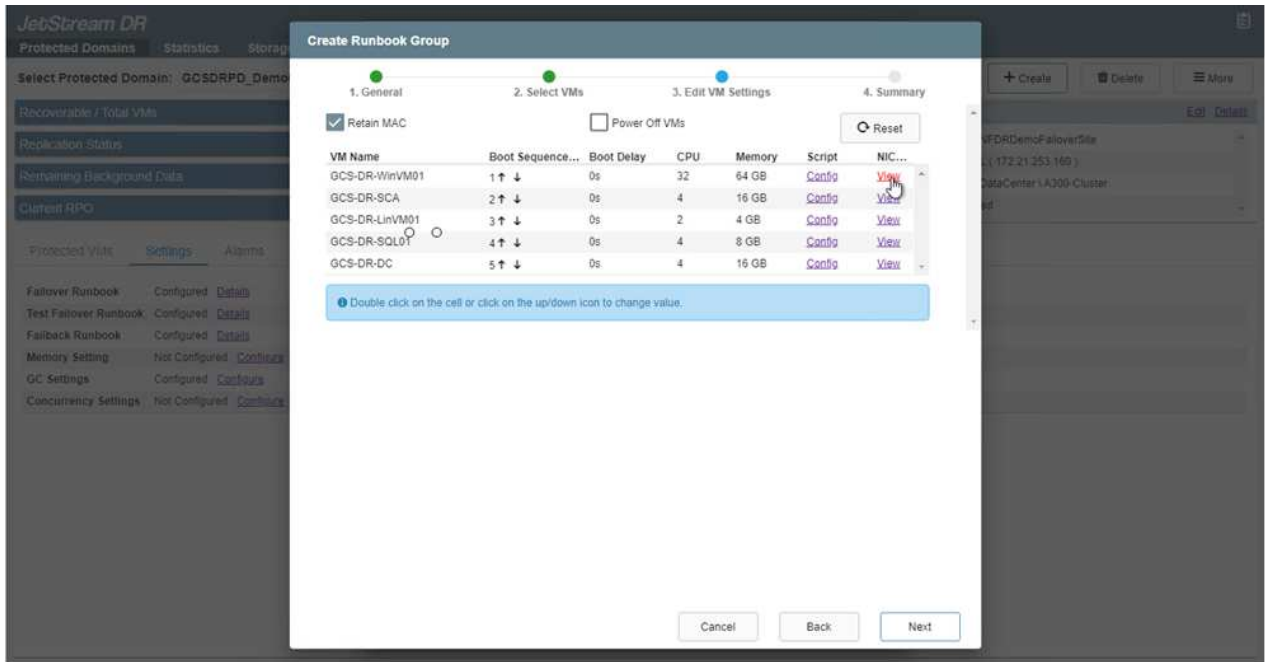 JetStream DR
Protected Domains Statistics Storag
Select Protected Domain: GCSDRPD_Demo
+ Create Delete More
Recoverable / Total VMs
Edit Details
Replication Status
Remaining Background Data
Current RPO
NFDRDemoFailoverSite
( 172.21.253.160 )
DataCenter \ A300-Cluster
ed
Protected VMs Settings Alarms
Failover Runbook Configured Details
Test Failover Runbook Configured Details
Failback Runbook Configured Details
Memory Setting Not Configured Configure
GC Settings Configured Configure
Concurrency Settings Not Configured Configure
Create Runbook Group
1. General 2. Select VMs 3. Edit VM Settings 4. Summary
Retain MAC Power Off VMs Reset
VM Name Boot Sequence... Boot Delay CPU Memory Script NIC...
GCS-DR-WinVM01 1 ↑ ↓ 0s 32 64 GB Config View
GCS-DR-SCA 2 ↑ ↓ 0s 4 16 GB Config View
GCS-DR-LinVM01 3 ↑ ↓ 0s 2 4 GB Config View
GCS-DR-SQL01 4 ↑ ↓ 0s 4 8 GB Config View
GCS-DR-DC 5 ↑ ↓ 0s 4 16 GB Config View
Double click on the cell or click on the up/down icon to change value.
Cancel Back Next